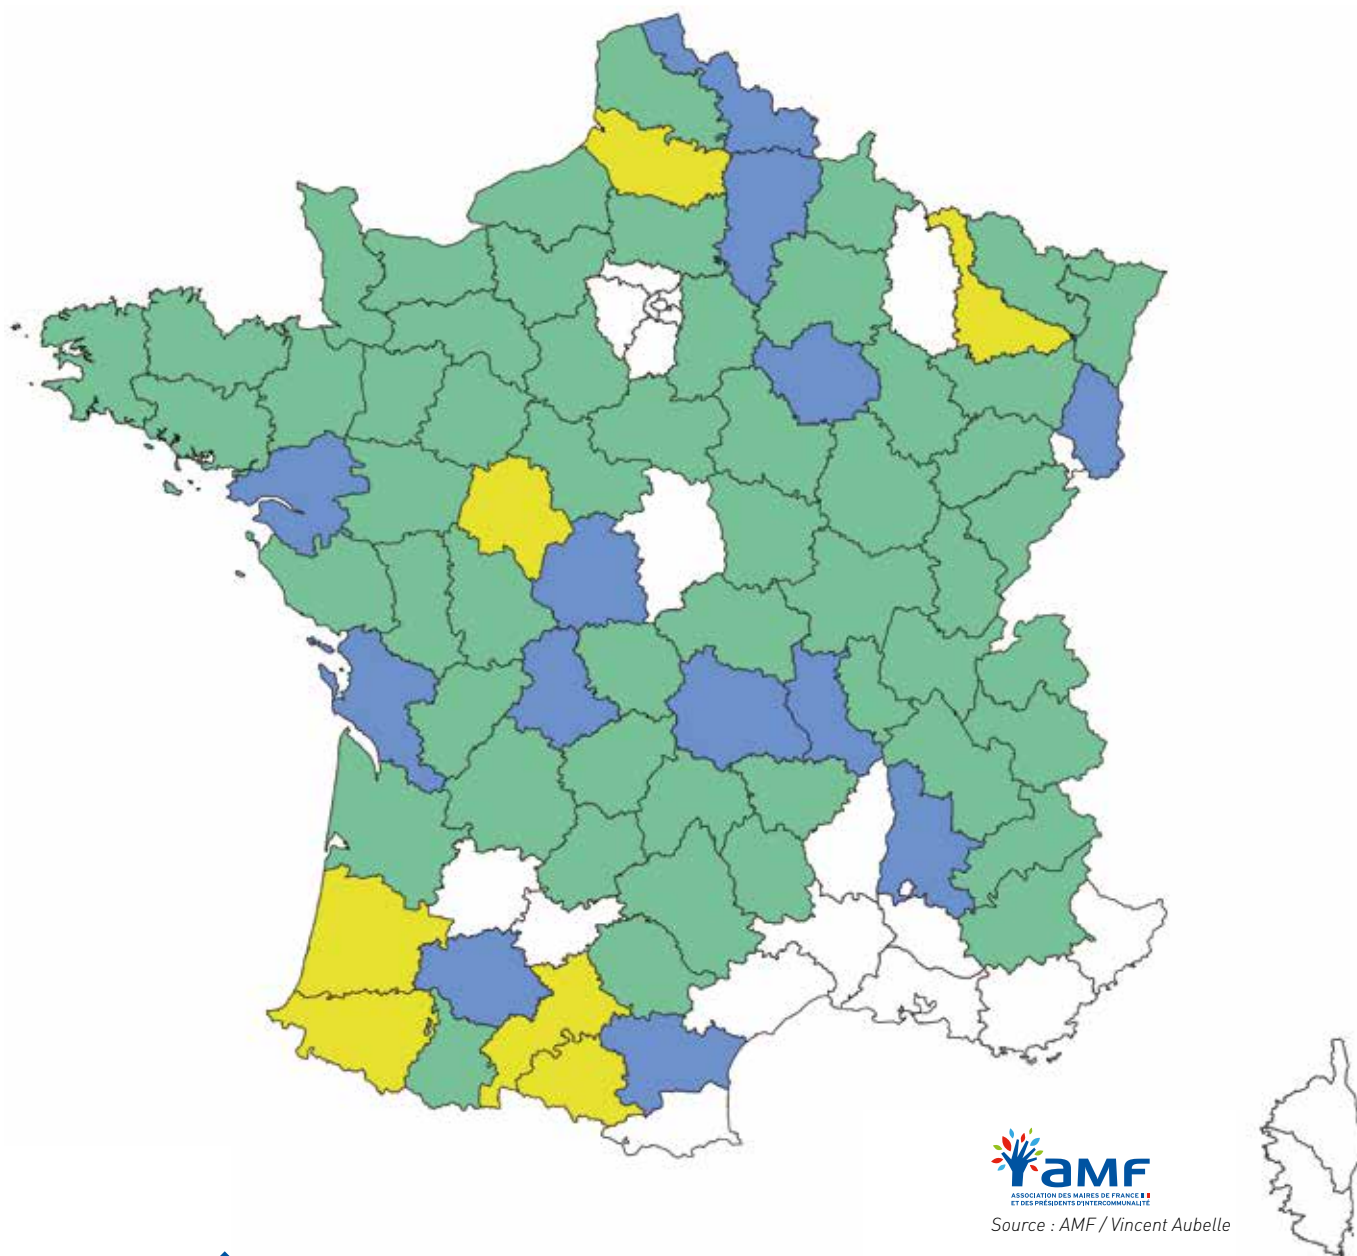 aMF
ASSOCIATION DES MAIRES DE FRANCE
ET DES PRÉSIDENTS D'INTERCOMMUNALITÉ
Source : AMF / Vincent Aubelle